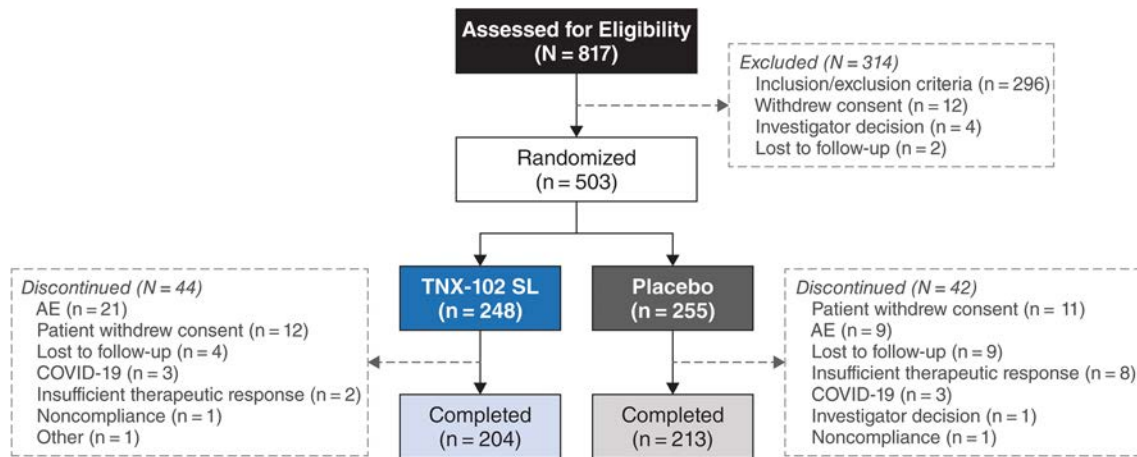 Assessed for Eligibility
(N = 817)
Excluded (N = 314)
Inclusion/exclusion criteria (n = 296)
Withdrew consent (n = 12)
Investigator decision (n = 4)
Lost to follow-up (n = 2)
Randomized
(n = 503)
Discontinued (N = 44)
AE (n = 21)
Patient withdrew consent (n = 12)
Lost to follow-up (n = 4)
COVID-19 (n = 3)
Insufficient therapeutic response (n = 2)
Noncompliance (n = 1)
Other (n = 1)
TNX-102 SL
(n = 248)
Placebo
(n = 255)
Discontinued (N = 42)
Patient withdrew consent (n = 11)
AE (n = 9)
Lost to follow-up (n = 9)
Insufficient therapeutic response (n = 8)
COVID-19 (n = 3)
Investigator decision (n = 1)
Noncompliance (n = 1)
Completed
(n = 204)
Completed
(n = 213)